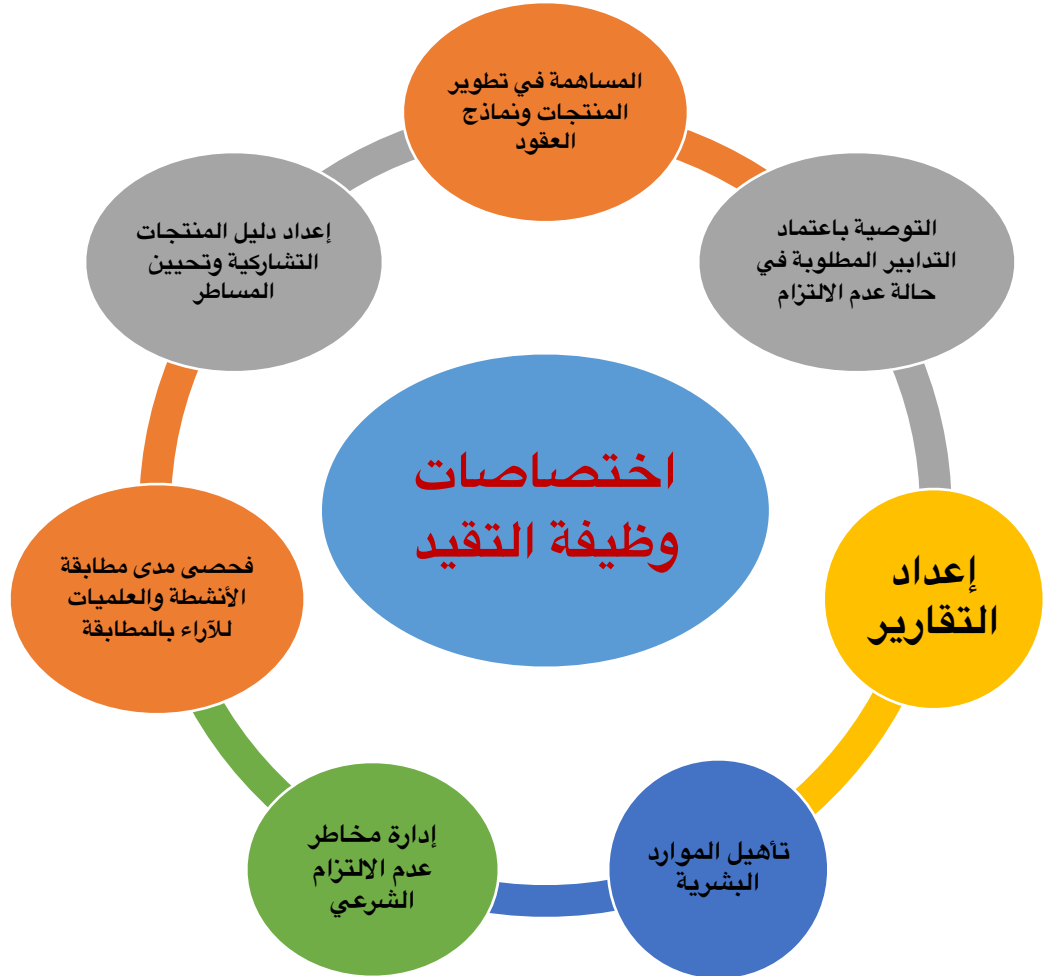 المساهمة في تطوير
المنتجات ونماذج
العقود
التوصية باعتماد
التدابير المطلوبة في
حالة عدم الالتزام
إعداد
التقارير
تأهيل الموارد
البشرية
إدارة مخاطر
عدم الالتزام
الشرعي
فحصى مدى مطابقة
الأنشطة والعلميات
للآراء بالمطابقة
إعداد دليل المنتجات
التشاركية وتحيين
المساطر
اختصاصات
وظيفة التقيد